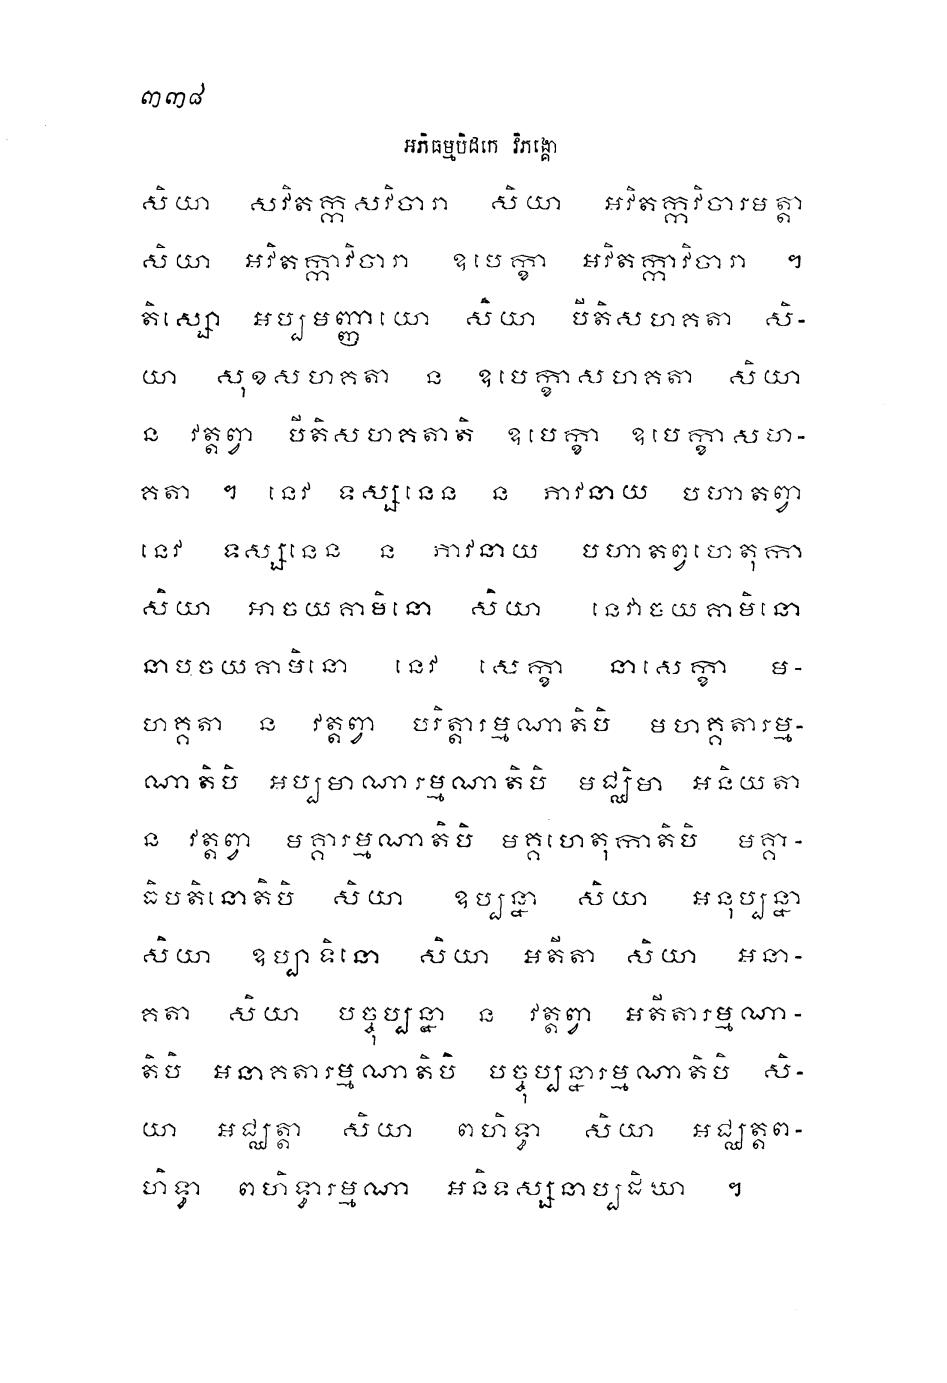 ៣៣៨
អភិធម្មបិដកេ វិភង្គោ
សិយា សវិតក្កសវិចារា សិយា អវិតក្កវិចារមត្តា
សិយា អវិតក្កាវិចារា ឧបេក្ខា អវិតក្កាវិចារា ។
តិស្សោ អប្បមញ្ញាយោ សិយា បីតិសហគតា សិ-
យា សុខសហគតា ន ឧបេក្ខាសហគតា សិយា
ន វត្តព្វា បីតិសហគតាតិ ឧបេក្ខា ឧបេក្ខាសហ-
គតា ។ នេវ ទស្សនេន ន ភាវនាយ បហាតព្វា
នេវ ទស្សនេន ន ភាវនាយ បហាតព្វហេតុកា
សិយា អាចយគាមិនោ សិយា នេវាចយគាមិនោ
នាបចយគាមិនោ នេវ សេក្ខា នាសេក្ខា ម-
ហគ្គតា ន វត្តព្វា បរិត្តារម្មណាតិបិ មហគ្គតារម្ម-
ណាតិបិ អប្បមាណារម្មណាតិបិ មជ្ឈិមា អនិយតា
ន វត្តព្វា មគ្គារម្មណាតិបិ មគ្គហេតុកាតិបិ មគ្គា-
ធិបតិនោតិបិ សិយា ឧប្បន្នា សិយា អនុប្បន្នា
សិយា ឧប្បាទិនោ សិយា អតីតា សិយា អនា-
គតា សិយា បច្ចុប្បន្នា ន វត្តព្វា អតីតារម្មណា-
តិបិ អនាគតារម្មណាតិបិ បច្ចុប្បន្នារម្មណាតិបិ សិ-
យា អជ្ឈត្តា សិយា ពហិទ្ធា សិយា អជ្ឈត្តព-
ហិទ្ធា ពហិទ្ធារម្មណា អនិទស្សនាប្បដិឃា ។